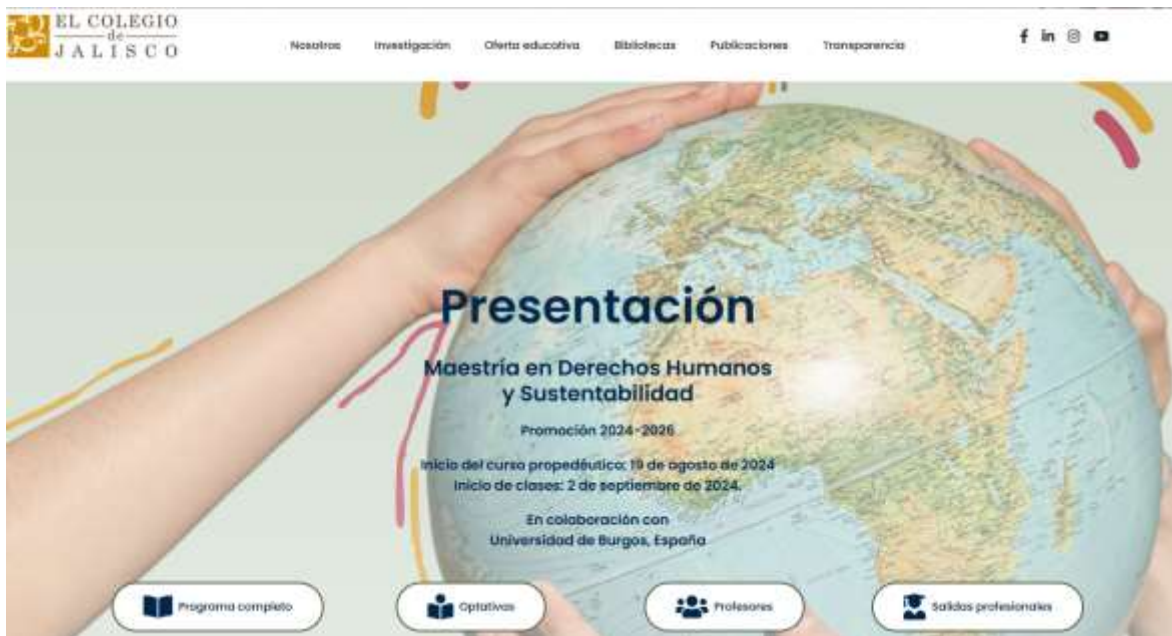 EL COLEGIO
de
JALISCO
Nosotros
Investigación
Oferta educativa
Bibliotecas
Publicaciones
Transparencia
Presentación
Maestría en Derechos Humanos
y Sustentabilidad
Promoción 2024-2026
Inicio del curso propedéutico: 19 de agosto de 2024
Inicio de clases: 2 de septiembre de 2024.
En colaboración con
Universidad de Burgos, España
Programa completo
Optativas
Profesores
Salidas profesionales